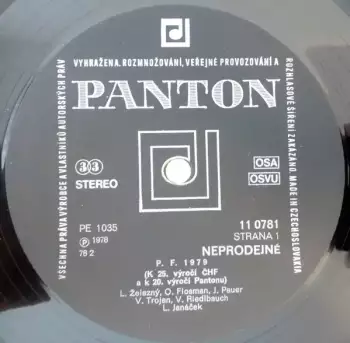 VŠECHNA PRÁVA VÝROBCE A VLASTNÍKŮ AUTORSKÝCH PRÁV VYHRAŽENA. ROZMNOŽOVÁNÍ, VEŘEJNÉ PROVOZOVÁNÍ A ROZHLASOVÉ ŠÍŘENÍ ZAKÁZÁNO. MADE IN CZECHOSLOVAKIA
PANTON
33
STEREO
OSA
OSVU
PE 1035
Ⓟ 1978
78 2
11 0781
STRANA 1
NEPRODEJNÉ
P. F. 1979
(K 25. výročí ČHF
a k 20. výročí Pantonu)
L. Železný, O. Flosman, J. Pauer
V. Trojan, V. Riedlbauch
L. Janáček